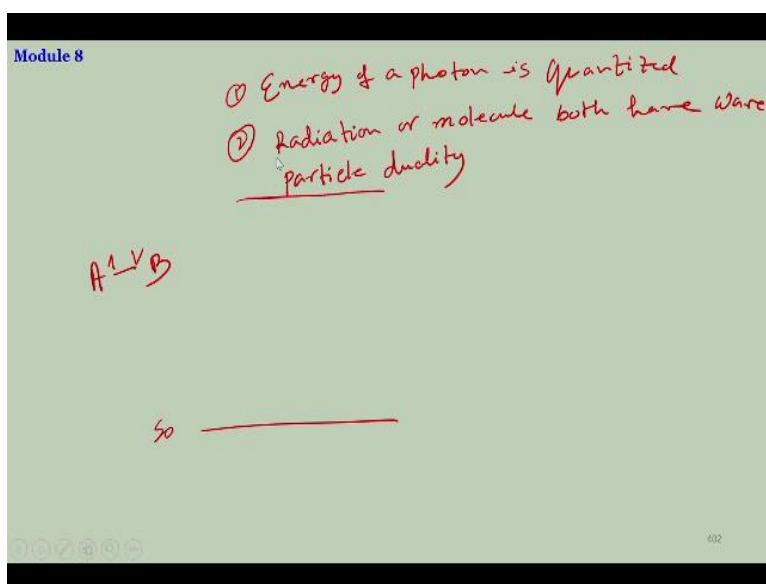 Module 8
① Energy of a photon is quantized
② Radiation or molecule both have wave
particle duality
A 1 V B
S0
602